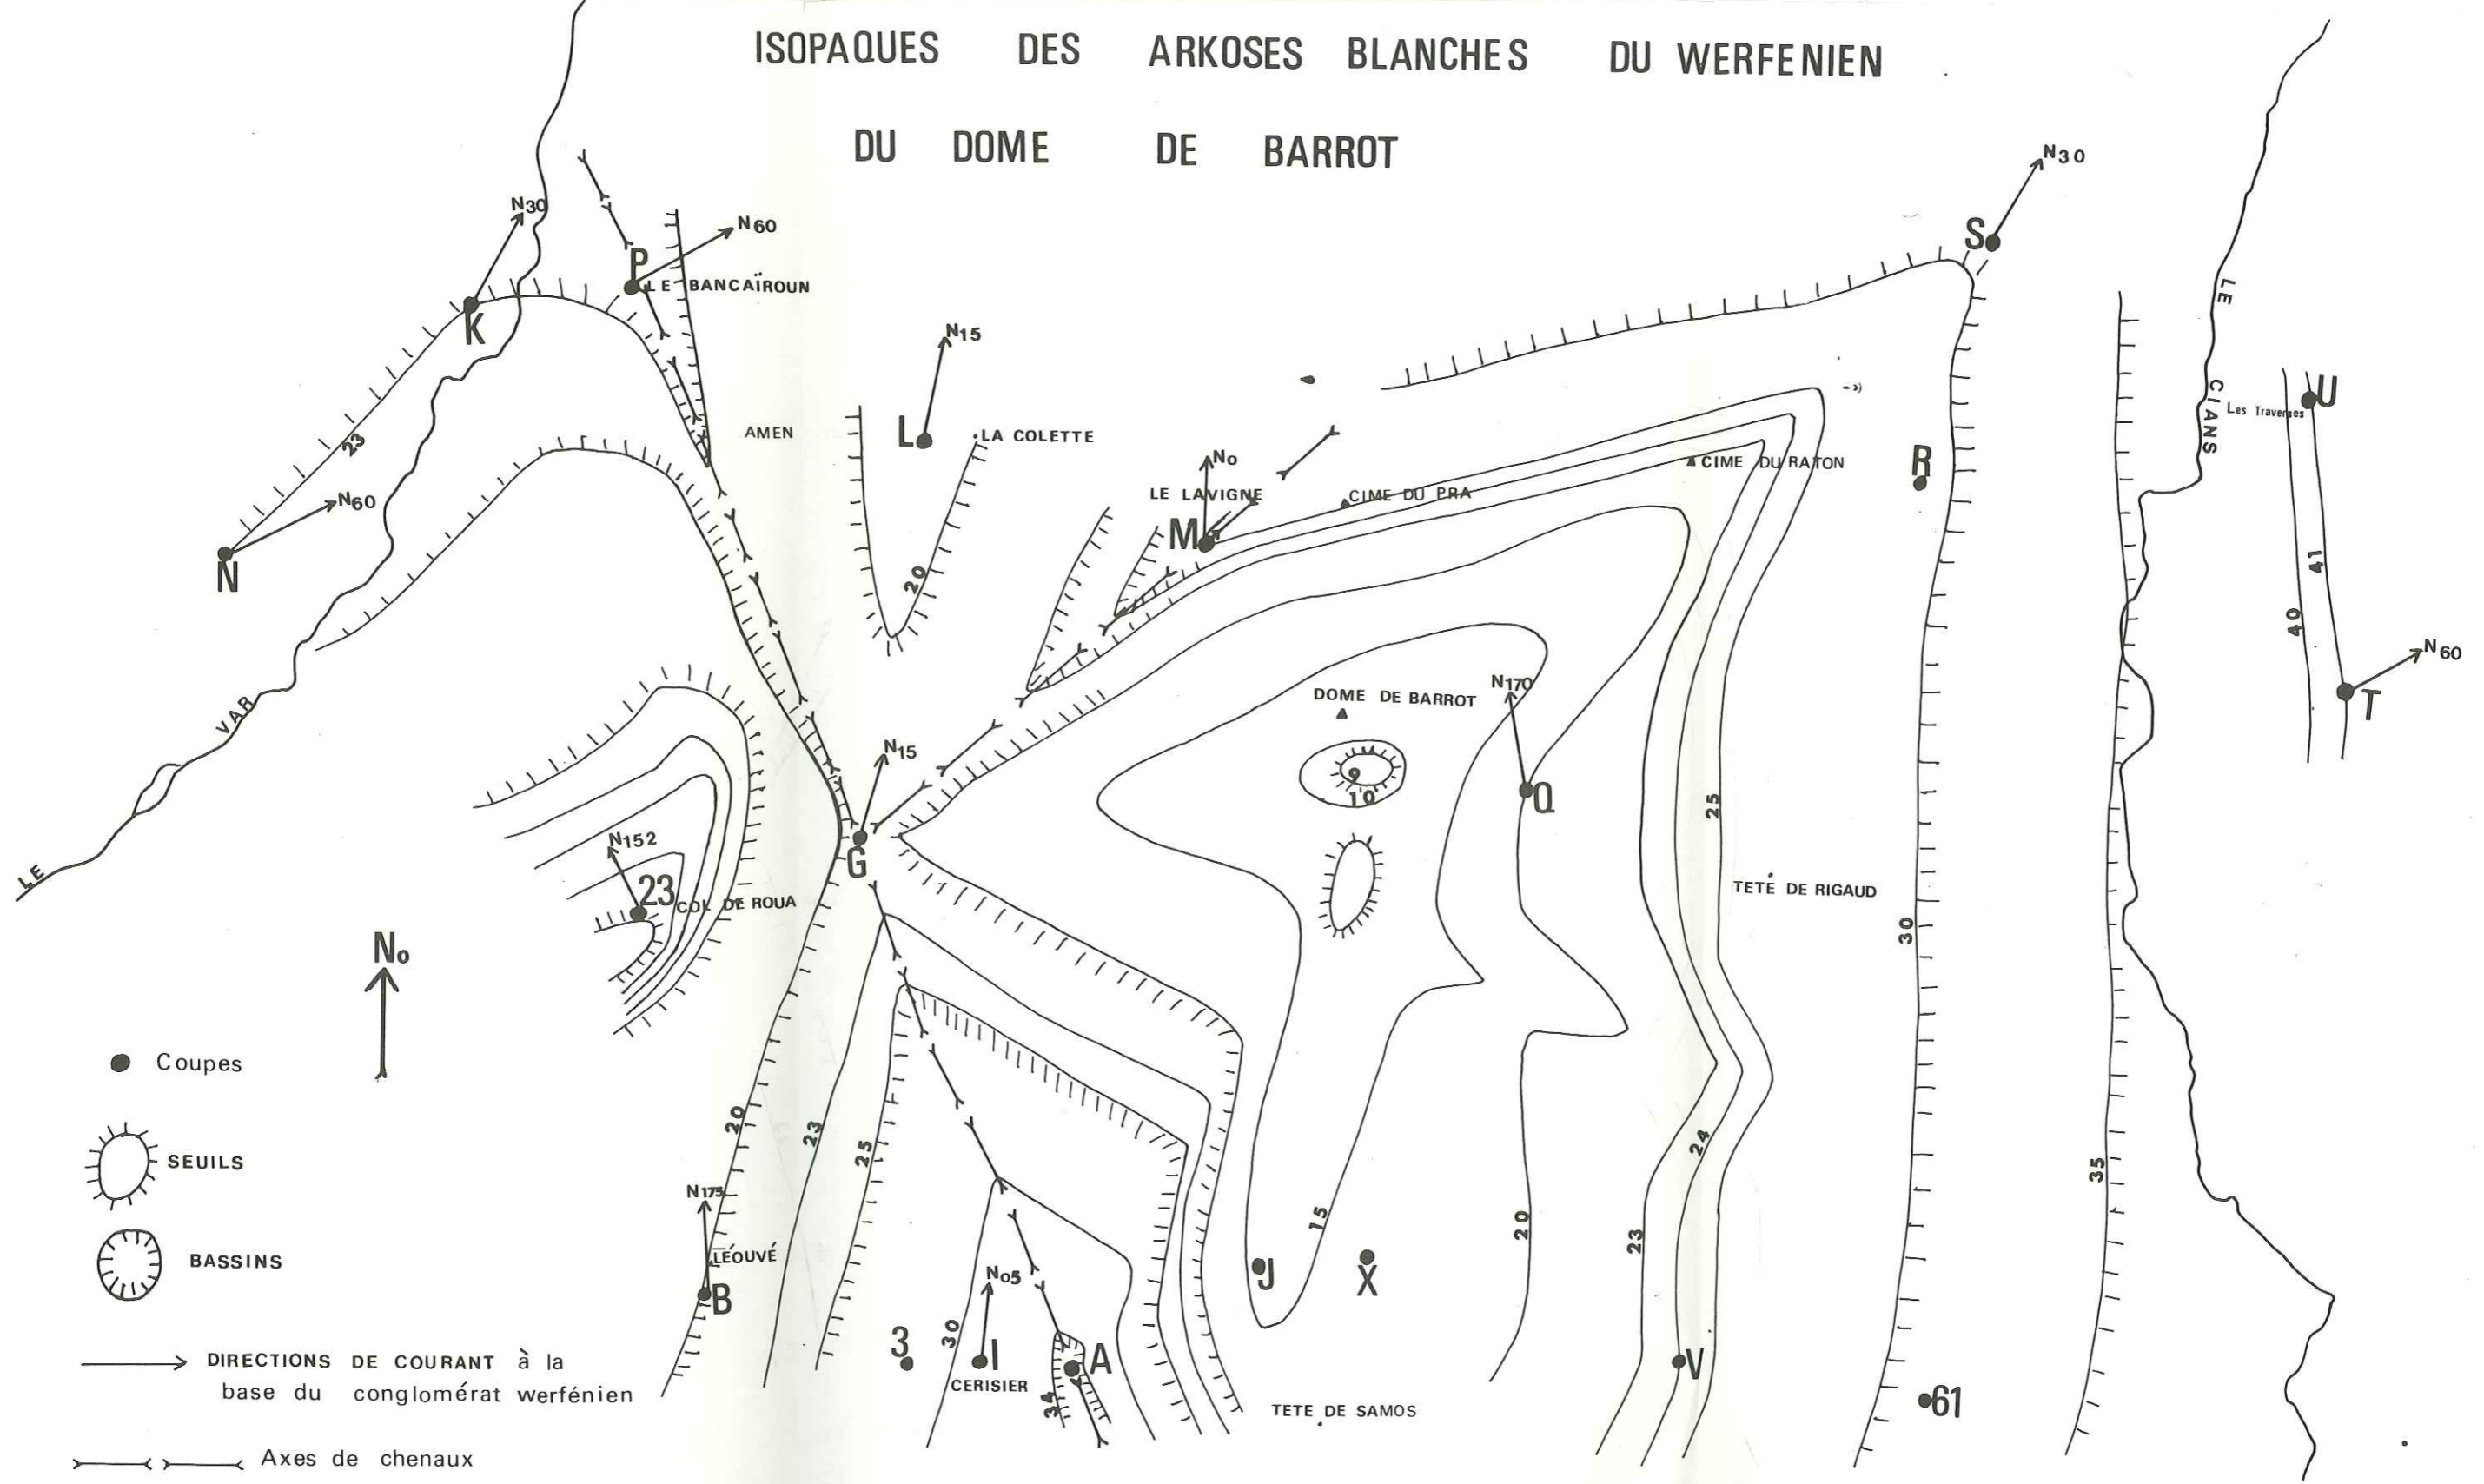 ISOPAQUES DES ARKOSES BLANCHES DU WERFENIEN
DU DOME DE BARROT
N30
N30
N60
P
LE BANCAÏROUN
K
S
LE CIANS
N15
L
LA COLETTE
AMEN
23
N60
N
N0
LE LAVIGNE
M
CIME DU PRA
CIME DU RATON
R
Les Traverses
U
41
40
20
N60
T
LE VAR
DOME DE BARROT
N170
9
10
Q
25
N15
G
N152
23
COL DE ROUA
TETE DE RIGAUD
30
N0
Coupes
SEUILS
BASSINS
20
23
25
24
35
N175
LÉOUVÉ
B
15
20
23
J
X
3
30
N05
I
CERISIER
A
34
V
61
TETE DE SAMOS
DIRECTIONS DE COURANT à la
base du conglomérat werfénien
Axes de chenaux